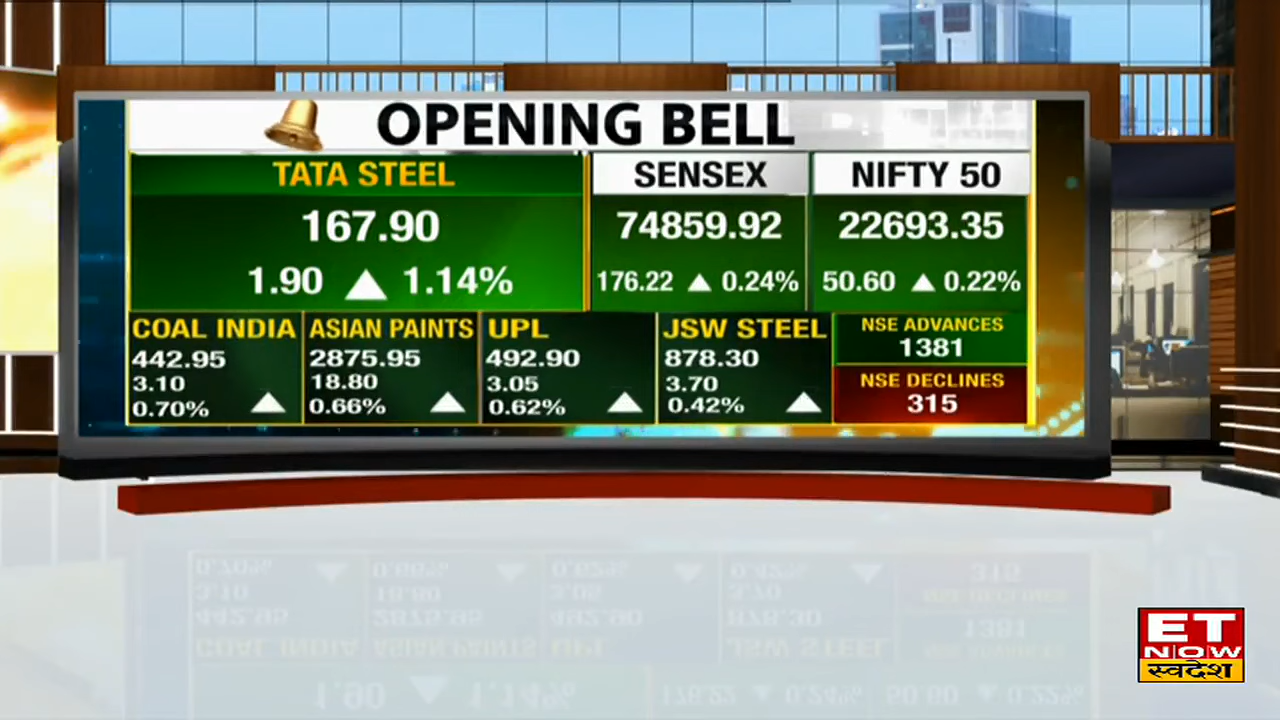 OPENING BELL
TATA STEEL
167.90
1.90 ▲ 1.14%
SENSEX
74859.92
176.22 ▲ 0.24%
NIFTY 50
22693.35
50.60 ▲ 0.22%
COAL INDIA
442.95
3.10
0.70% ▲
ASIAN PAINTS
2875.95
18.80
0.66% ▲
UPL
492.90
3.05
0.62% ▲
JSW STEEL
878.30
3.70
0.42% ▲
NSE ADVANCES
1381
NSE DECLINES
315
ET
NOW
स्वदेश